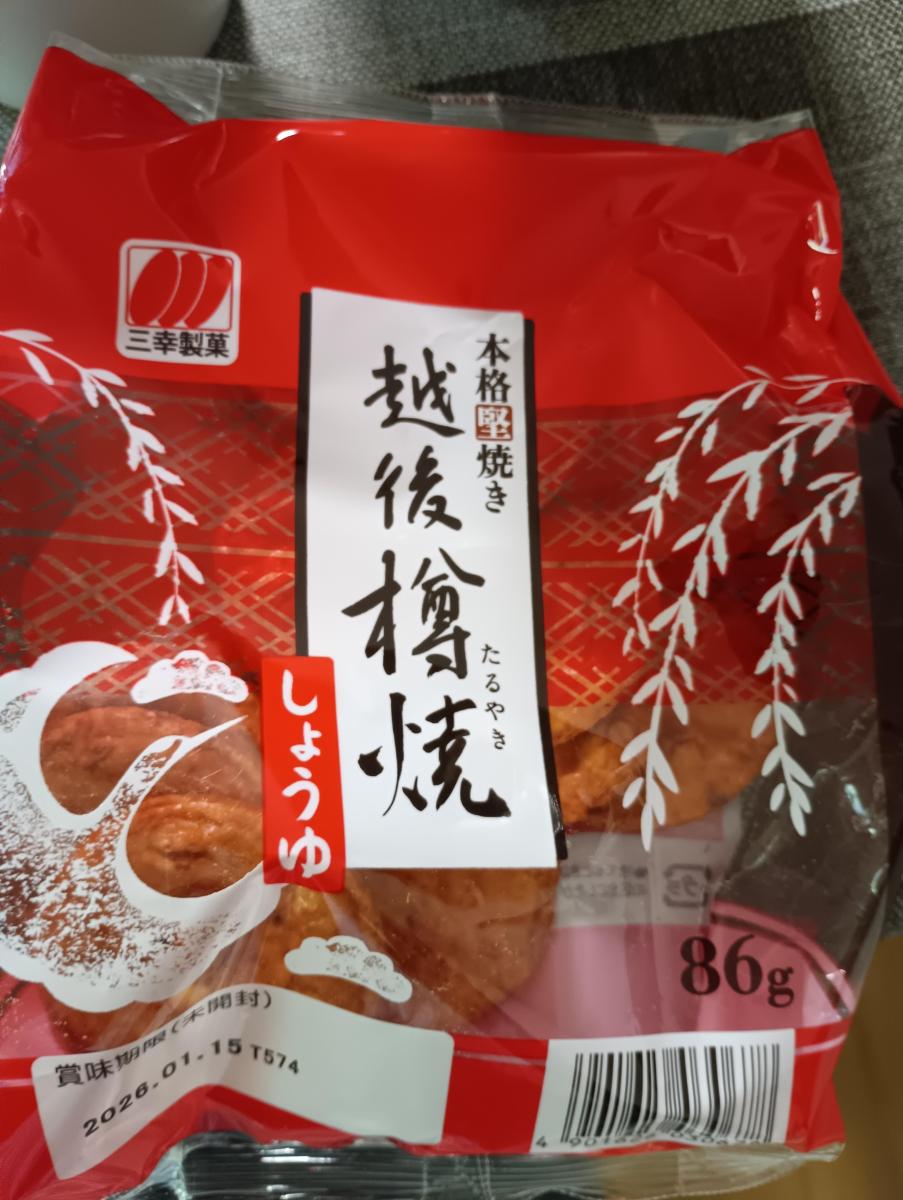 三幸製菓
本格堅焼き
越後樽焼
たるやき
しょうゆ
86g
賞味期限(未開封)
2026.01.15 T574